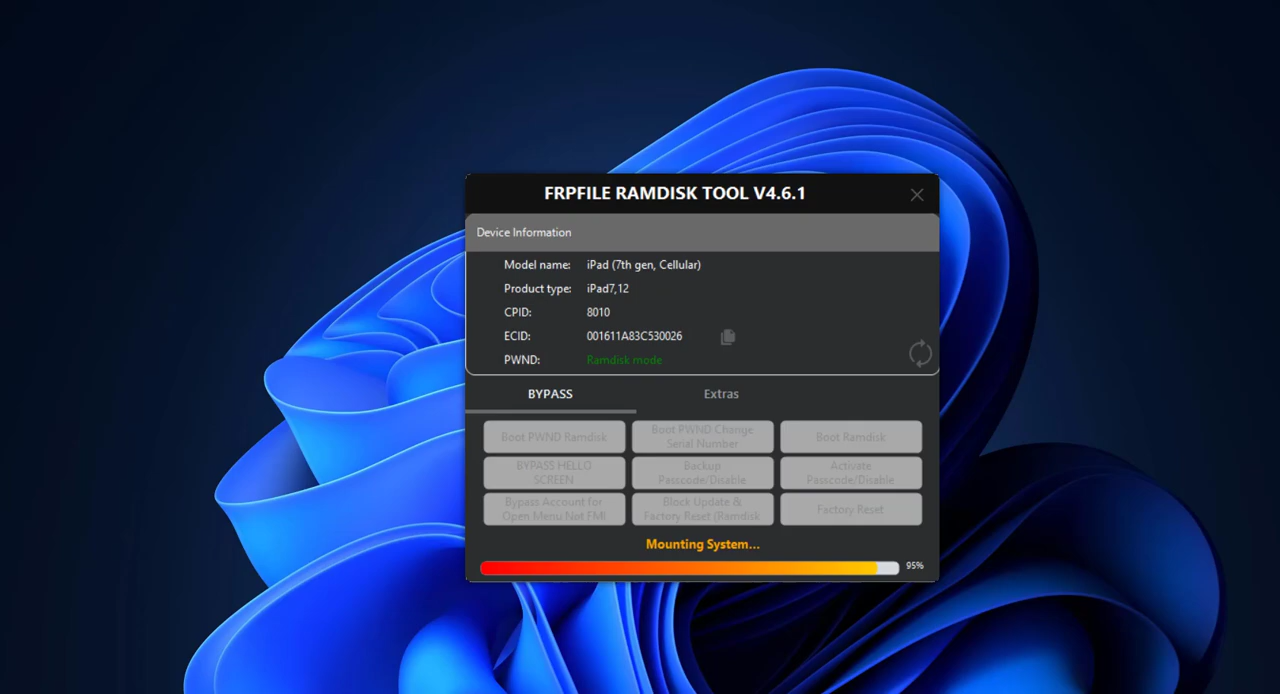 FRPFILE RAMDISK TOOL V4.6.1
Device Information
Model name: iPad (7th gen, Cellular)
Product type: iPad7,12
CPID: 8010
ECID: 001611A83C530026
PWND: Ramdisk mode
BYPASS Extras
Boot PWND Ramdisk
Boot PWND Change
Serial Number
Boot Ramdisk
BYPASS HELLO
SCREEN
Backup
Passcode/Disable
Activate
Passcode/Disable
Bypass Account for
Open Menu Not FMI
Block Update &
Factory Reset (Ramdisk
Factory Reset
Mounting System...
95%